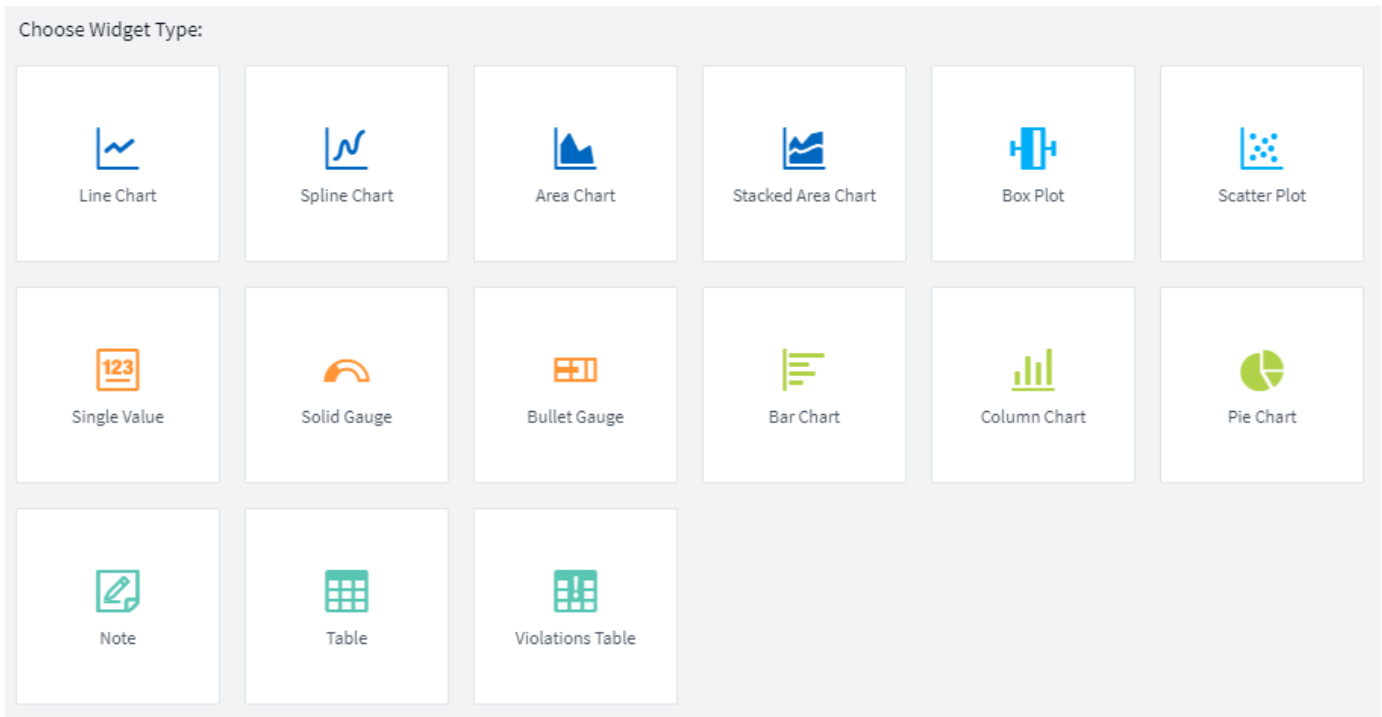 Choose Widget Type:
Line Chart
Spline Chart
Area Chart
Stacked Area Chart
Box Plot
Scatter Plot
123
Single Value
Solid Gauge
Bullet Gauge
Bar Chart
Column Chart
Pie Chart
Note
Table
!
Violations Table